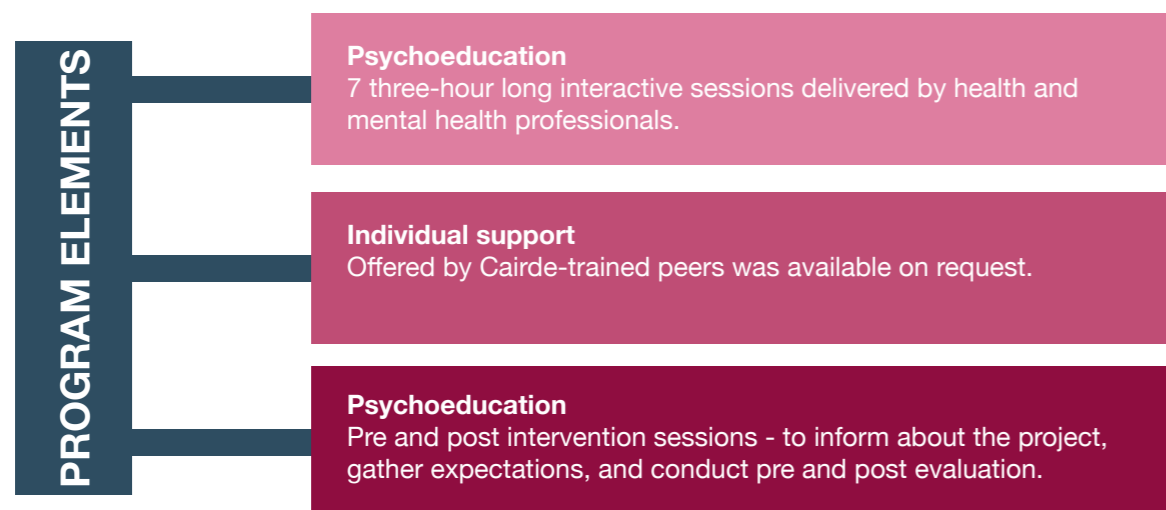 PROGRAM ELEMENTS
Psychoeducation
7 three-hour long interactive sessions delivered by health and
mental health professionals.
Individual support
Offered by Cairde-trained peers was available on request.
Psychoeducation
Pre and post intervention sessions - to inform about the project,
gather expectations, and conduct pre and post evaluation.